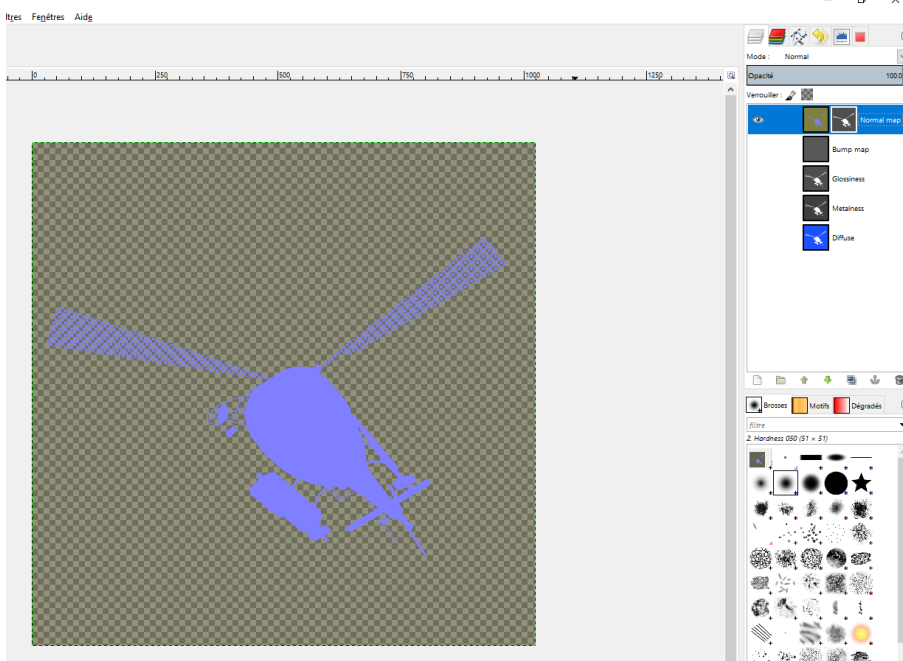 ltres Fenêtres Aide
0 250 500 750 1000 1250
Mode : Normal
Opacité 100.0
Verrouiller :
Normal map
Bump map
Glossiness
Metalness
Diffuse
Brosses Motifs Dégradés
filtre
2. Hardness 050 (51 × 51)